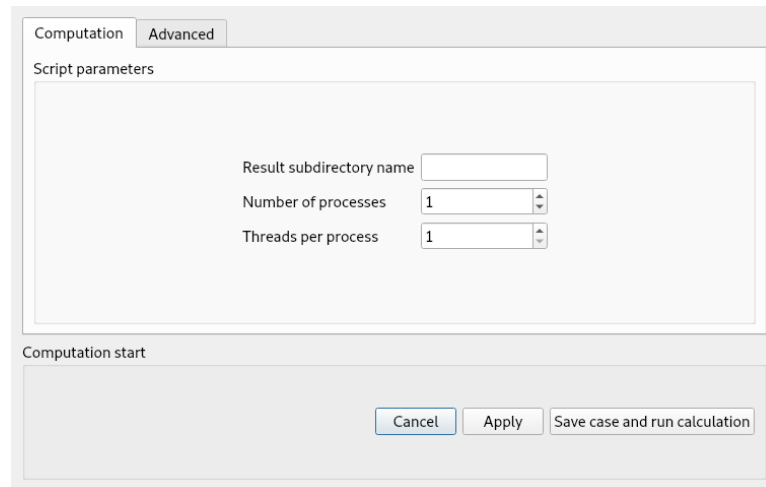 Computation Advanced
Script parameters
Result subdirectory name
Number of processes 1
Threads per process 1
Computation start
Cancel Apply Save case and run calculation